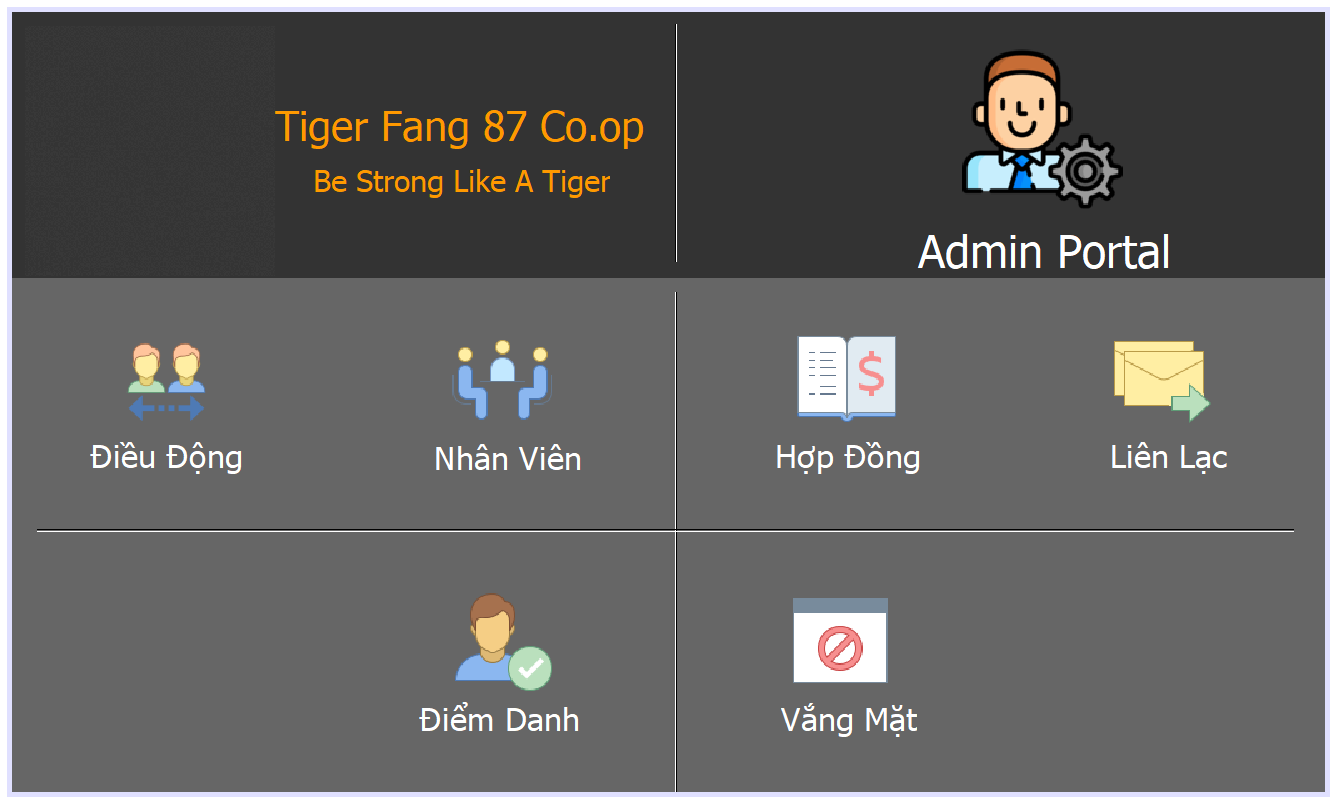 Tiger Fang 87 Co.op
Be Strong Like A Tiger
Admin Portal
Điều Động
Nhân Viên
Hợp Đồng
Liên Lạc
Điểm Danh
Vắng Mặt